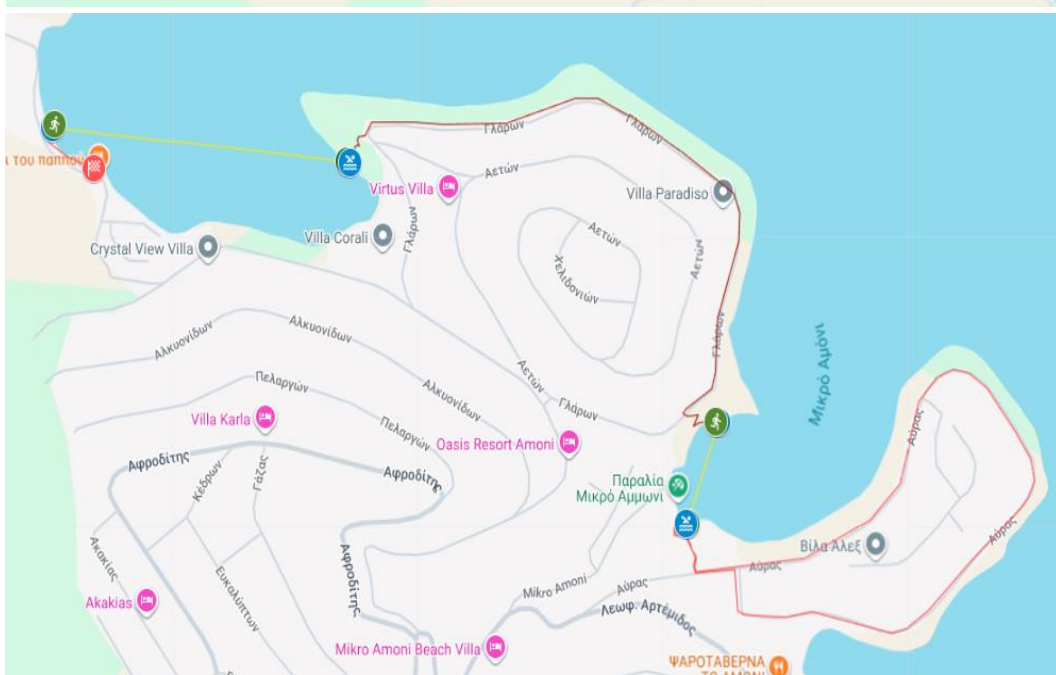 ι του παππού
Γλάρων
Γλάρων
Αετών
Virtus Villa
Villa Paradiso
Villa Corali
Γλάρων
Crystal View Villa
Αετών
Αετών
Χελιδονιών
Γλάρων
Μικρό Αμόνι
Αλκυονίδων
Αλκυονίδων
Πελαργών
Αλκυονίδων
Αετών
Γλάρων
Villa Karla
Πελαργών
Oasis Resort Amoni
Αύρας
Αφροδίτης
Αφροδίτης
Κέδρων
Γάζας
Παραλία
Μικρό Αμμωνι
Αύρας
Βίλα Άλεξ
Ακακίας
Αφροδίτης
Ευκαλύπτων
Αύρας
Mikro Amoni
Αύρας
Akakias
Λεωφ. Αρτέμιδος
Mikro Amoni Beach Villa
ΨΑΡΟΤΑΒΕΡΝΑ
ΤΟ ΑΜΟΝΙ